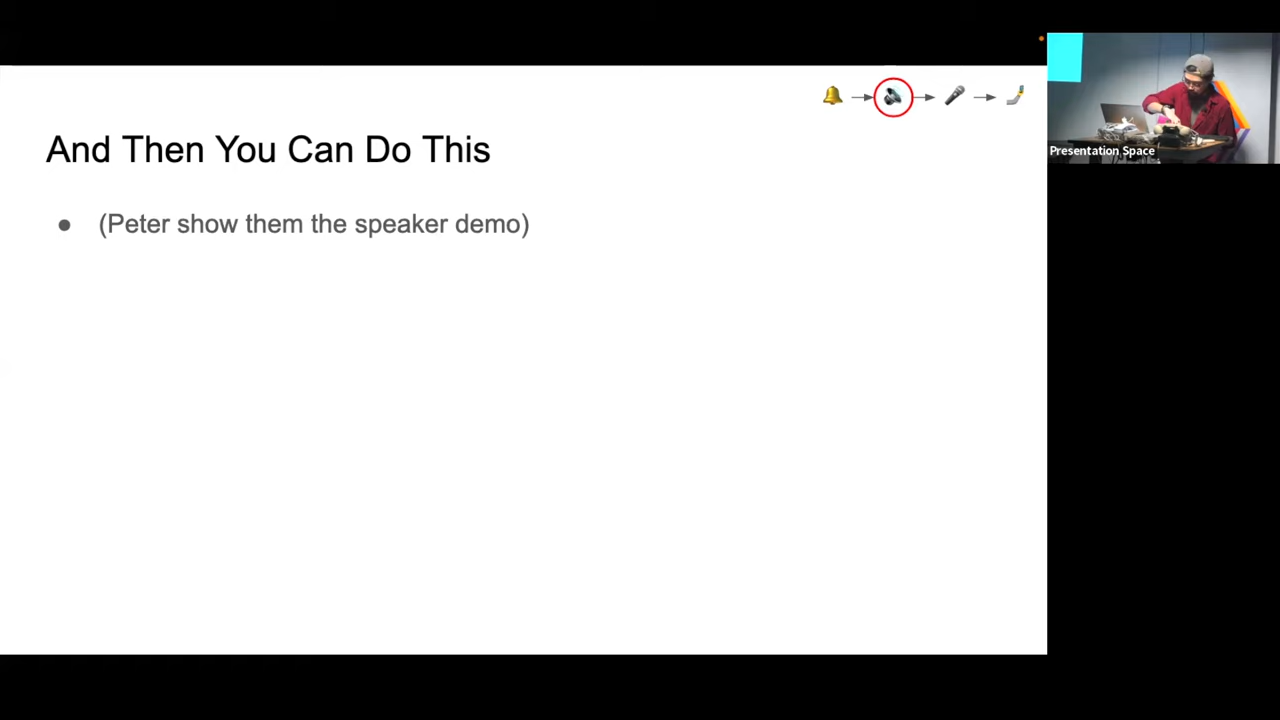 And Then You Can Do This
● (Peter show them the speaker demo)
Presentation Space